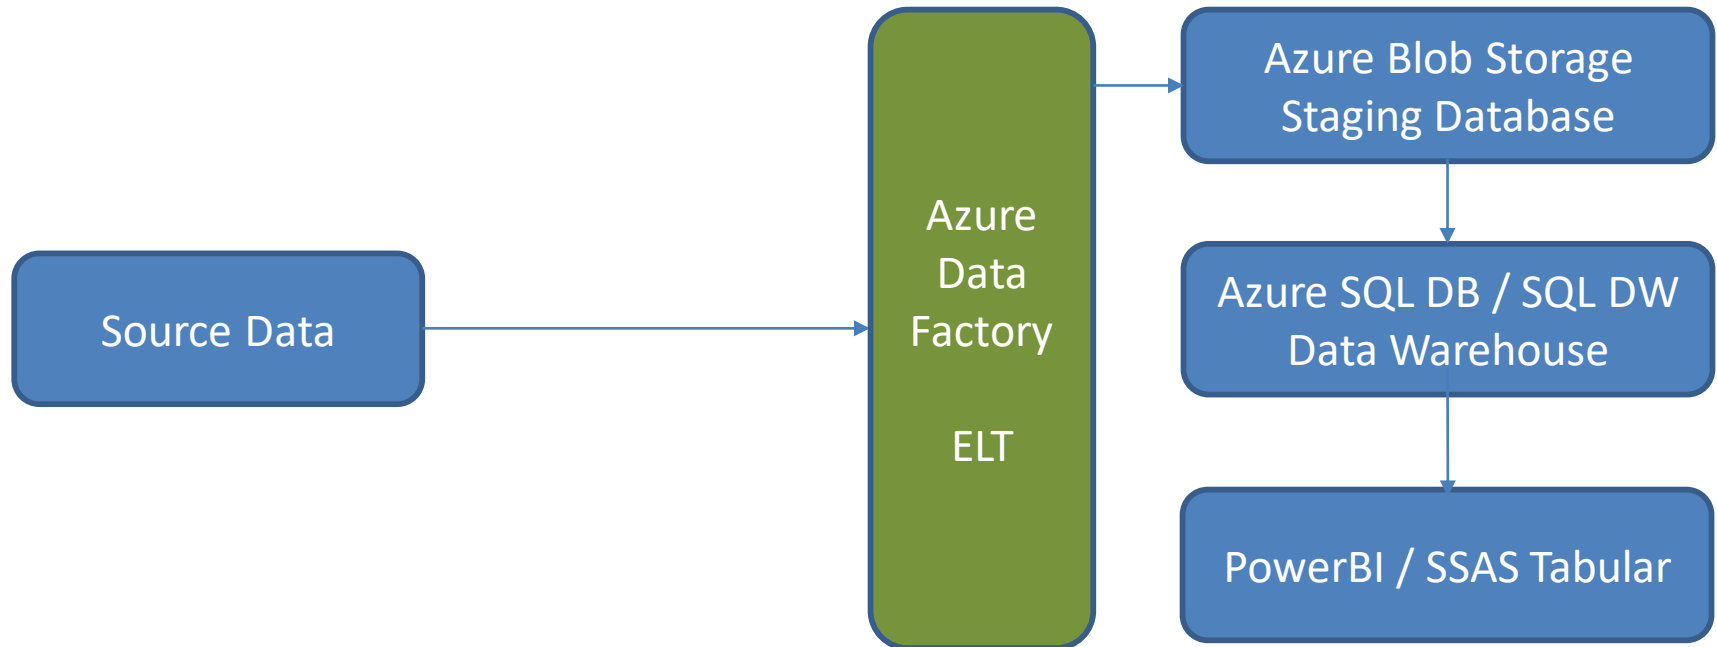 Source Data
Azure
Data
Factory
ELT
Azure Blob Storage
Staging Database
Azure SQL DB / SQL DW
Data Warehouse
PowerBI / SSAS Tabular